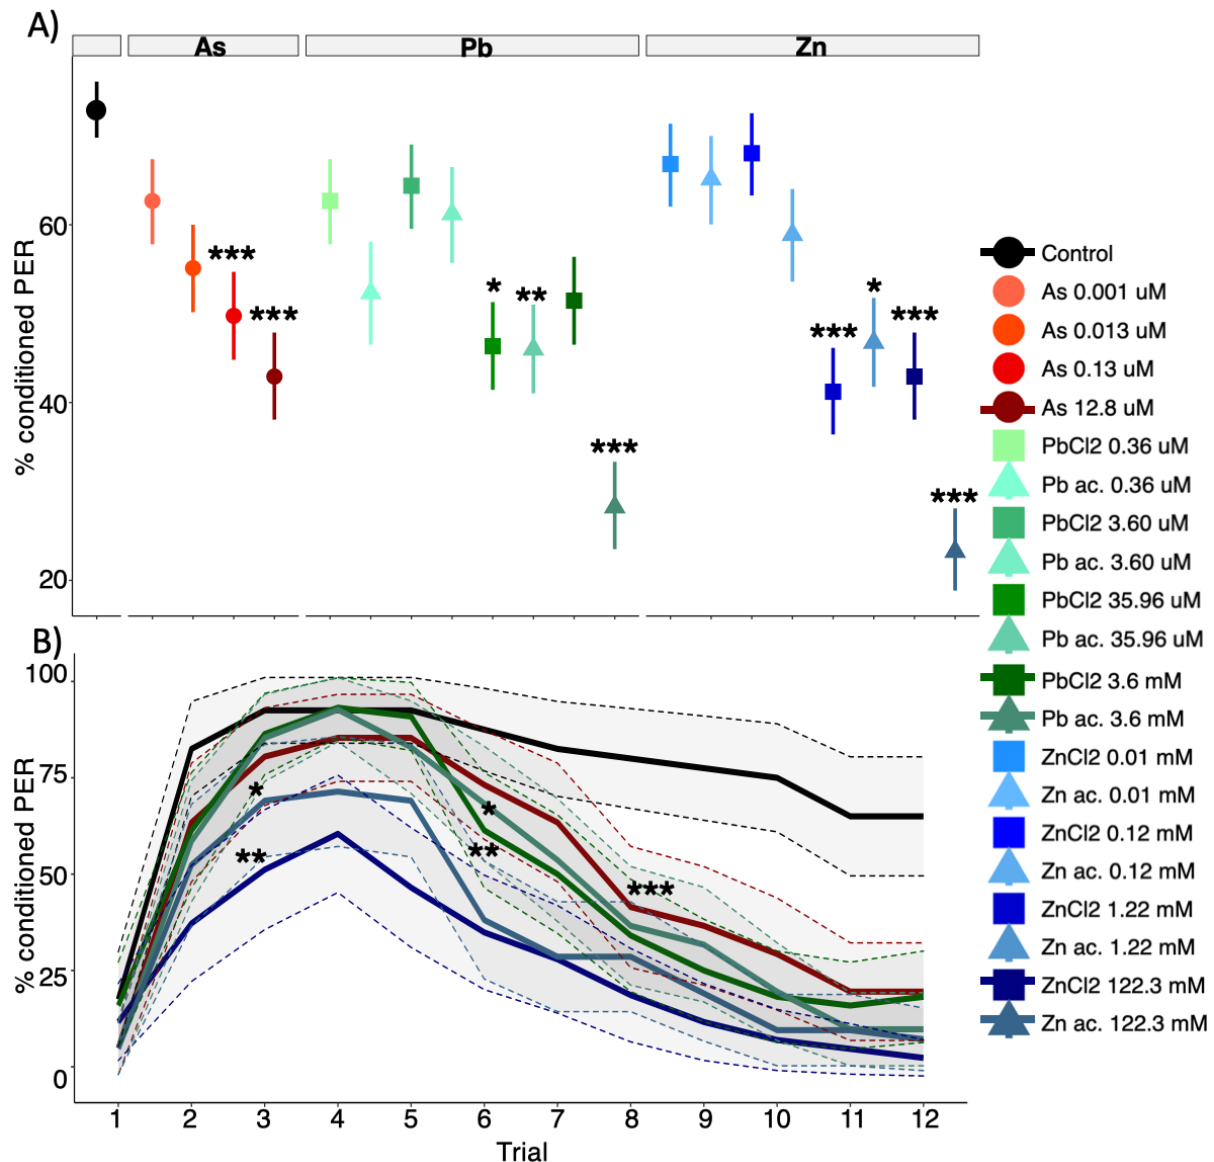 A)
As Pb Zn
% conditioned PER
60
40
20
***
***
*
**
***
***
*
***
***
B)
% conditioned PER
100
75
50
25
0
*
**
*
**
***
1 2 3 4 5 6 7 8 9 10 11 12
Trial
Control
As 0.001 uM
As 0.013 uM
As 0.13 uM
As 12.8 uM
PbCl2 0.36 uM
Pb ac. 0.36 uM
PbCl2 3.60 uM
Pb ac. 3.60 uM
PbCl2 35.96 uM
Pb ac. 35.96 uM
PbCl2 3.6 mM
Pb ac. 3.6 mM
ZnCl2 0.01 mM
Zn ac. 0.01 mM
ZnCl2 0.12 mM
Zn ac. 0.12 mM
ZnCl2 1.22 mM
Zn ac. 1.22 mM
ZnCl2 122.3 mM
Zn ac. 122.3 mM